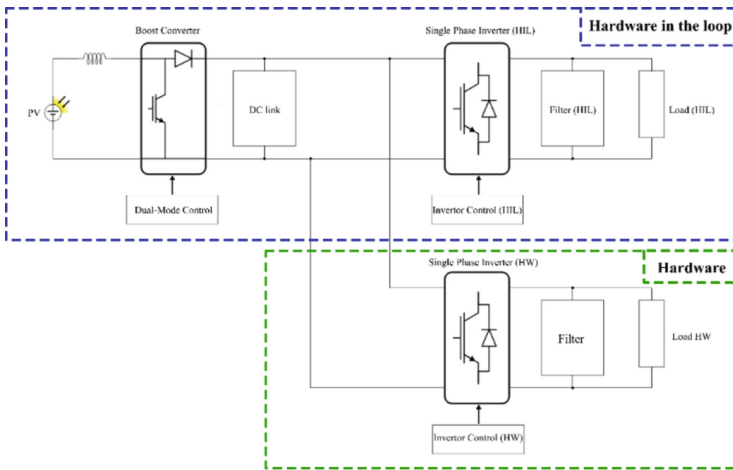 Hardware in the loop
Boost Converter
Single Phase Inverter (HIL)
PV
DC link
Filter (HIL)
Load (HIL)
Dual-Mode Control
Invertor Control (HIL)
Hardware
Single Phase Inverter (HW)
Filter
Load HW
Invertor Control (HW)